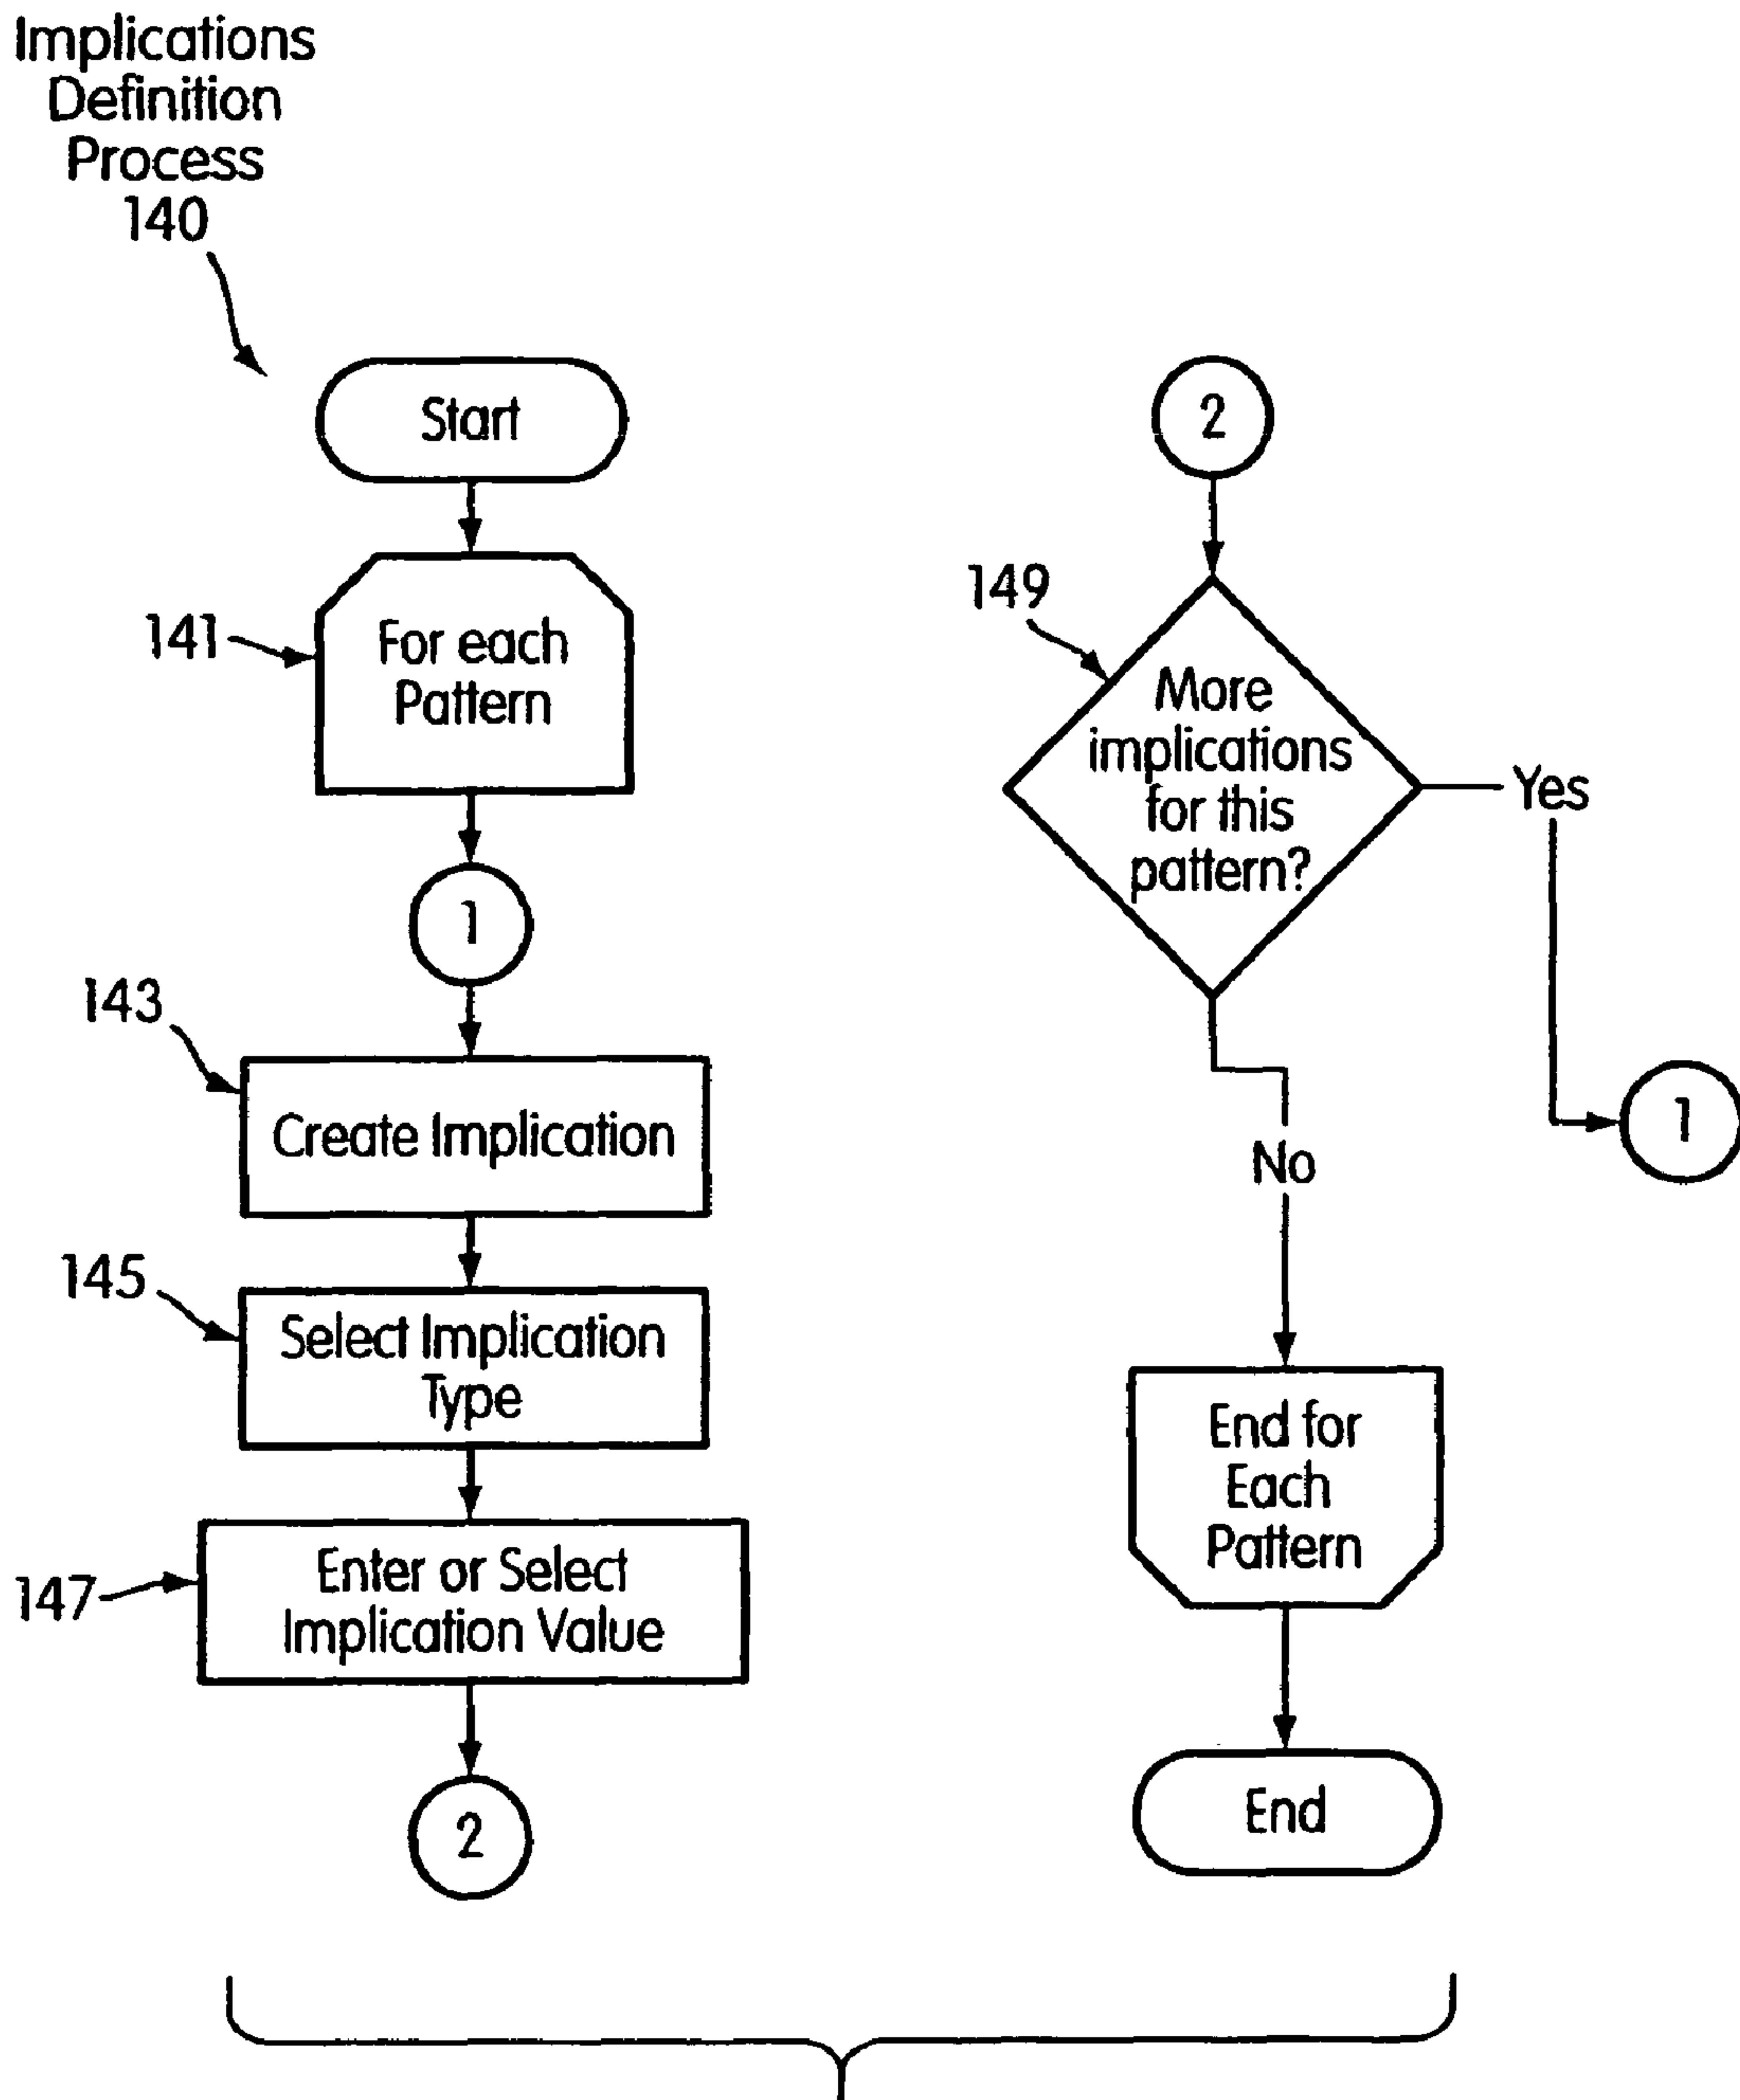 Implications
Definition
Process
140
Start
141
For each
Pattern
1
143
Create Implication
145
Select Implication
Type
147
Enter or Select
Implication Value
2
2
149
More
implications
for this
pattern?
Yes
1
No
End for
Each
Pattern
End